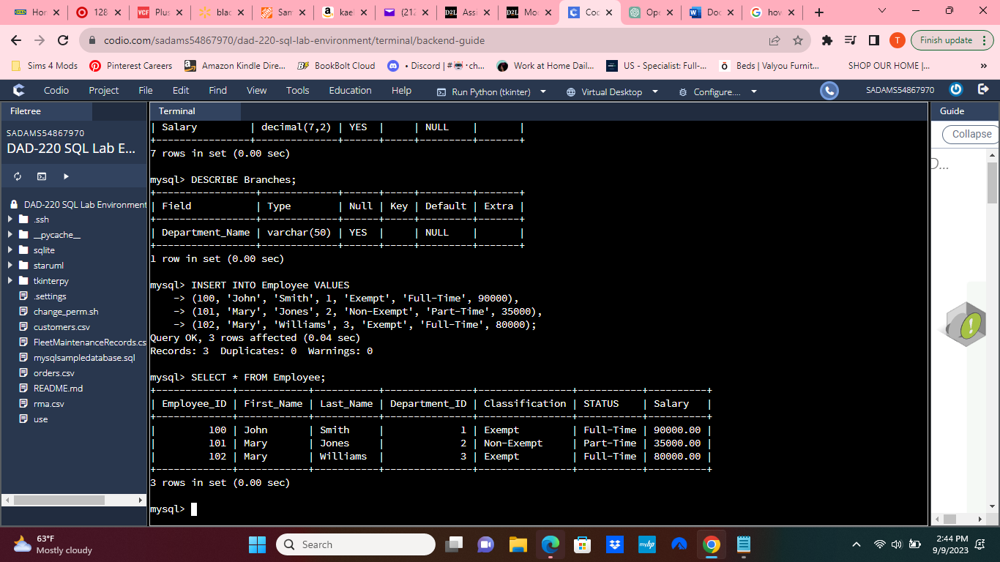 Hor
128
Plus
blac
San
kael
(212
D2L Assi
D2L Moc
Coc
Ope
Doc
how
codio.com/sadams54867970/dad-220-sql-lab-environment/terminal/backend-guide
T
Finish update
Sims 4 Mods
Pinterest Careers
Amazon Kindle Dire...
BookBolt Cloud
• Discord | #
ch...
Work at Home Dail...
US - Specialist: Full-...
Beds | Valyou Furnit...
SHOP OUR HOME |...
»
Codio Project File Edit Find View Tools Education Help Run Python (tkinter) Virtual Desktop Configure.... SADAMS54867970
Filetree
SADAMS54867970
DAD-220 SQL Lab E...
DAD-220 SQL Lab Environment
.ssh
__pycache__
sqlite
staruml
tkinterpy
.settings
change_perm.sh
customers.csv
FleetMaintenanceRecords.cs
mysqlsampledatabase.sql
orders.csv
README.md
rma.csv
use
Terminal
| Salary         | decimal(7,2) | YES  |     | NULL    |       |
+----------------+--------------+------+-----+---------+-------+
7 rows in set (0.00 sec)
mysql> DESCRIBE Branches;
+-----------------+-------------+------+-----+---------+-------+
| Field           | Type        | Null | Key | Default | Extra |
+-----------------+-------------+------+-----+---------+-------+
| Department_Name | varchar(50) | YES  |     | NULL    |       |
+-----------------+-------------+------+-----+---------+-------+
1 row in set (0.00 sec)
mysql> INSERT INTO Employee VALUES
    -> (100, 'John', 'Smith', 1, 'Exempt', 'Full-Time', 90000),
    -> (101, 'Mary', 'Jones', 2, 'Non-Exempt', 'Part-Time', 35000),
    -> (102, 'Mary', 'Williams', 3, 'Exempt', 'Full-Time', 80000);
Query OK, 3 rows affected (0.04 sec)
Records: 3  Duplicates: 0  Warnings: 0
mysql> SELECT * FROM Employee;
+-------------+------------+-----------+---------------+----------------+-----------+----------+
| Employee_ID | First_Name | Last_Name | Department_ID | Classification | STATUS    | Salary   |
+-------------+------------+-----------+---------------+----------------+-----------+----------+
|         100 | John       | Smith     |             1 | Exempt         | Full-Time | 90000.00 |
|         101 | Mary       | Jones     |             2 | Non-Exempt     | Part-Time | 35000.00 |
|         102 | Mary       | Williams  |             3 | Exempt         | Full-Time | 80000.00 |
+-------------+------------+-----------+---------------+----------------+-----------+----------+
3 rows in set (0.00 sec)
mysql>
Guide
Collapse
D...
63°F
Mostly cloudy
Search
myhp
2:44 PM
9/9/2023